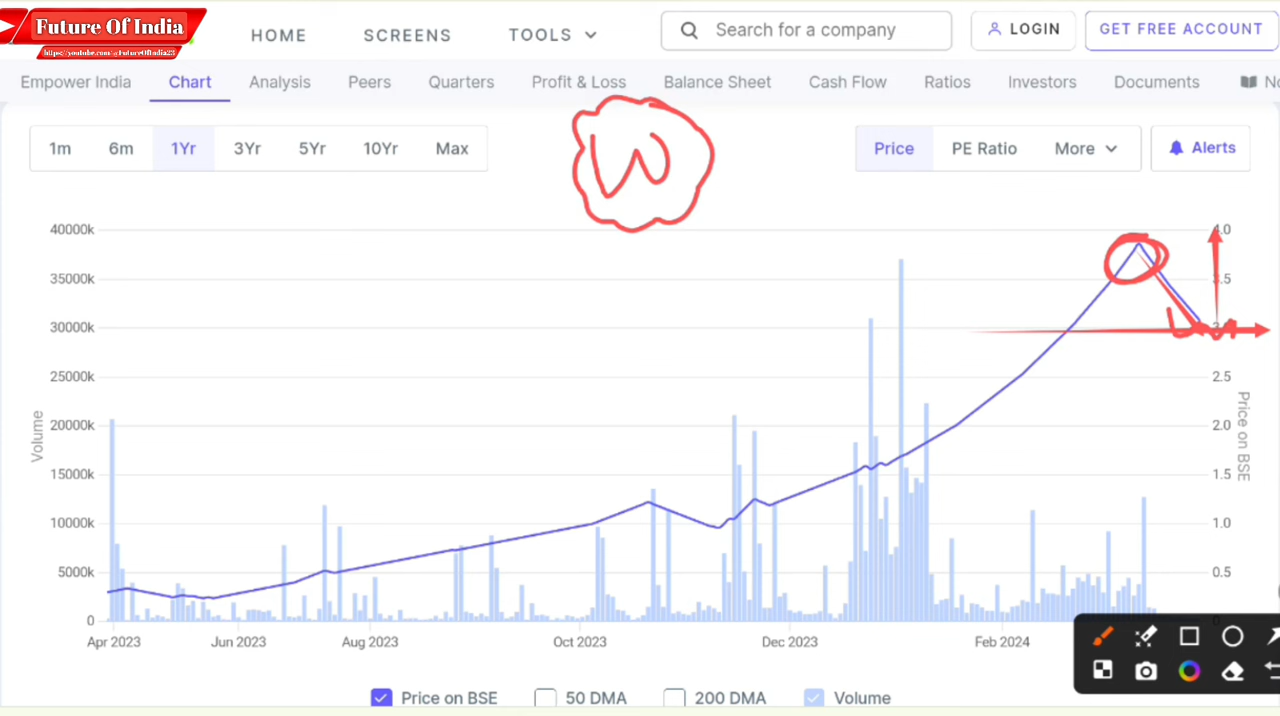 Future Of India
https://youtube.com/@FutureOfIndia23
HOME SCREENS TOOLS
Search for a company
LOGIN
GET FREE ACCOUNT
Empower India Chart Analysis Peers Quarters Profit & Loss Balance Sheet Cash Flow Ratios Investors Documents
1m 6m 1Yr 3Yr 5Yr 10Yr Max
W
Price PE Ratio More
Alerts
40000k 4.0
35000k 3.5
30000k
25000k 2.5
20000k 2.0
15000k 1.5
10000k 1.0
5000k 0.5
0 0
Volume
Price on BSE
Apr 2023 Jun 2023 Aug 2023 Oct 2023 Dec 2023 Feb 2024
Price on BSE 50 DMA 200 DMA Volume